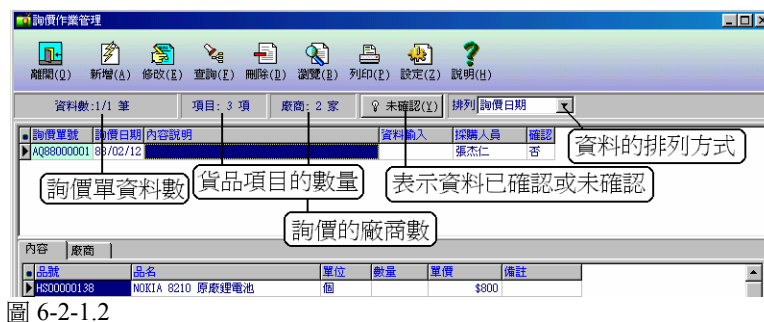 詢價作業管理
離開(Q) 新增(A) 修改(E) 查詢(F) 刪除(D) 瀏覽(B) 列印(P) 設定(Z) 說明(H)
資料數:1/1 筆 項目: 3 項 廠商: 2 家 未確認(Y) 排列 詢價日期
詢價單號 詢價日期 內容說明 資料輸入 採購人員 確認
AQ88000001 88/02/12 張杰仁 否
資料的排列方式
詢價單資料數 貨品項目的數量 表示資料已確認或未確認
詢價的廠商數
內容 廠商
品號 品名 單位 數量 單價 備註
HS00000138 NOKIA 8210 原廠鋰電池 個 $800
圖 6-2-1.2